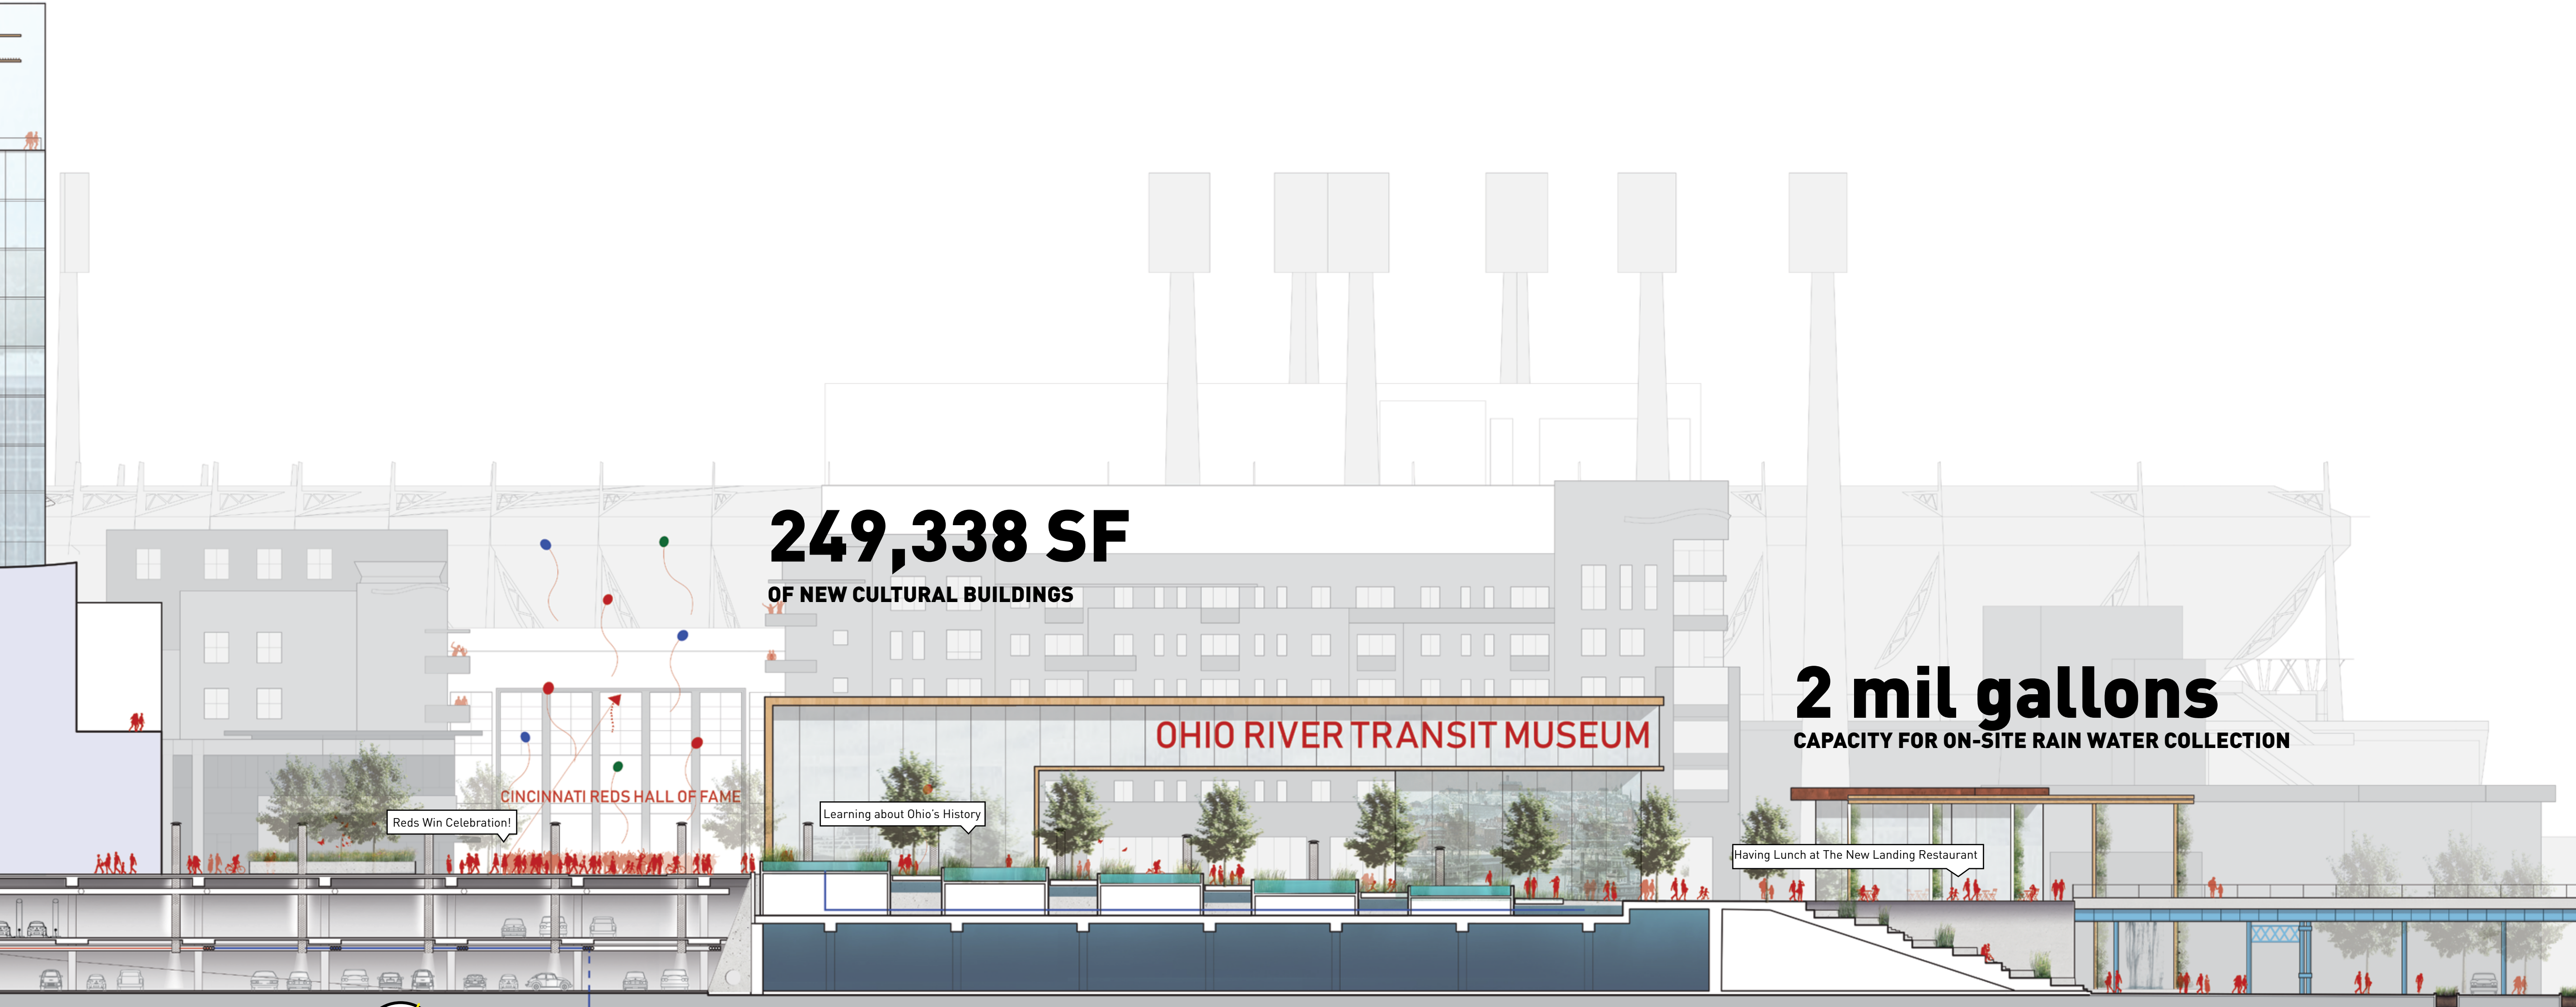 249,338 SF
OF NEW CULTURAL BUILDINGS
2 mil gallons
CAPACITY FOR ON-SITE RAIN WATER COLLECTION
OHIO RIVER TRANSIT MUSEUM
CINCINNATI REDS HALL OF FAME
Reds Win Celebration!
Learning about Ohio's History
Having Lunch at The New Landing Restaurant